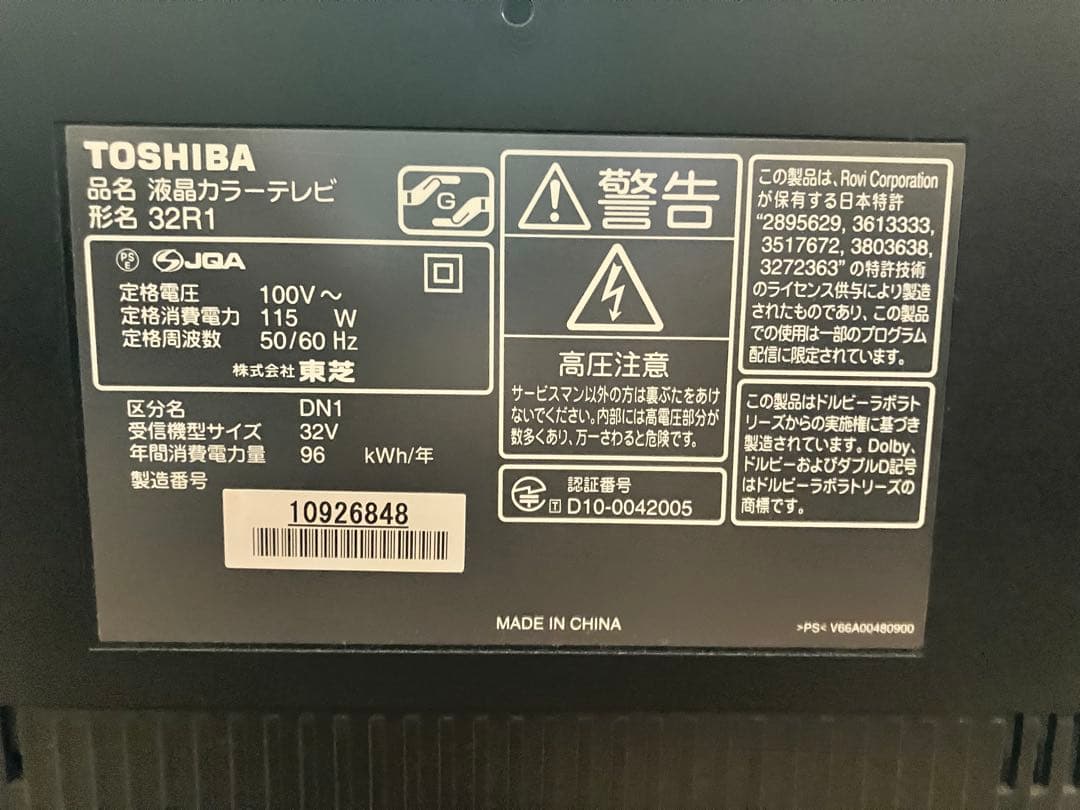 TOSHIBA
品名 液晶カラーテレビ
形名 32R1
G
PS
E
JQA
定格電圧 100V～
定格消費電力 115 W
定格周波数 50/60 Hz
株式会社 東芝
区分名 DN1
受信機型サイズ 32V
年間消費電力量 96 kWh/年
製造番号
10926848
警告
高圧注意
サービスマン以外の方は裏ぶたをあけ
ないでください。内部には高電圧部分が
数多くあり、万一さわると危険です。
認証番号
T D10-0042005
この製品は、Rovi Corporation
が保有する日本特許
“2895629, 3613333,
3517672, 3803638,
3272363” の特許技術
のライセンス供与により製造
されたものであり、この製品
での使用は一部のプログラム
配信に限定されています。
この製品はドルビーラボラト
リーズからの実施権に基づき
製造されています。Dolby、
ドルビーおよびダブルD記号
はドルビーラボラトリーズの
商標です。
MADE IN CHINA
>PS< V66A00480900